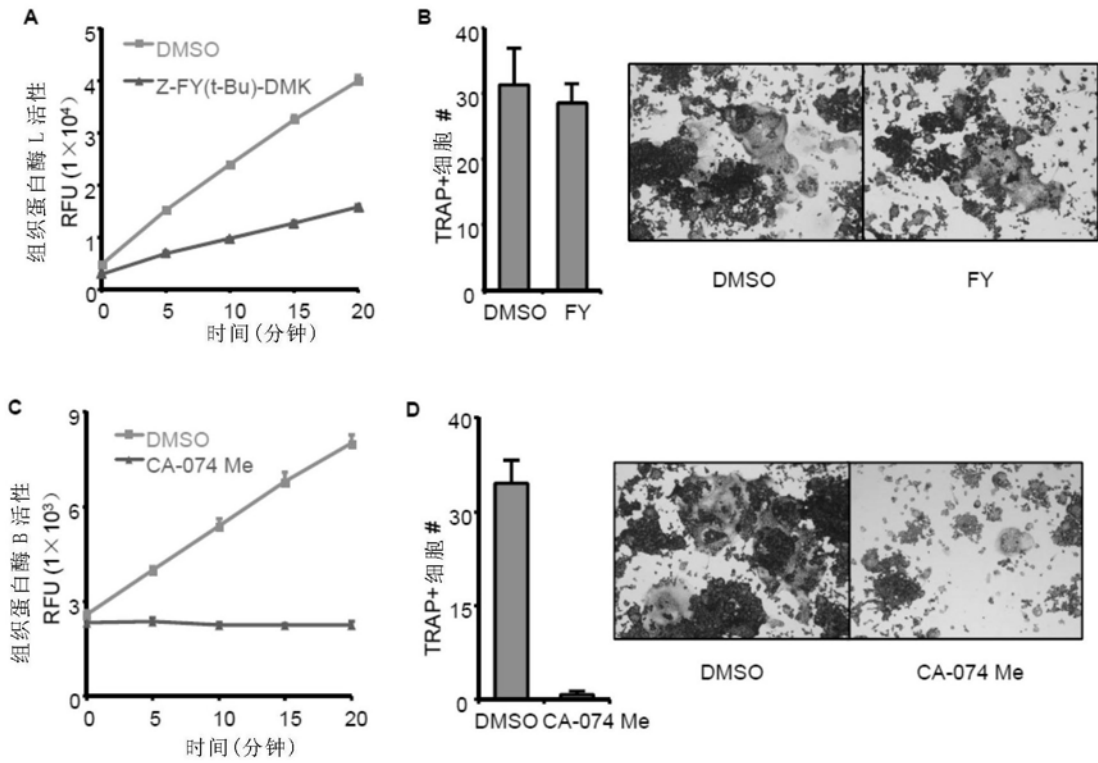 A
组织蛋白酶 L 活性
RFU (1×10⁴)
5
4
3
2
1
0
DMSO
Z-FY(t-Bu)-DMK
0 5 10 15 20
时间(分钟)
B
TRAP+细胞 #
40
30
20
10
0
DMSO FY
DMSO FY
C
组织蛋白酶 B 活性
RFU (1×10³)
9
6
3
0
DMSO
CA-074 Me
0 5 10 15 20
时间(分钟)
D
TRAP+细胞 #
40
30
15
0
DMSO CA-074 Me
DMSO CA-074 Me